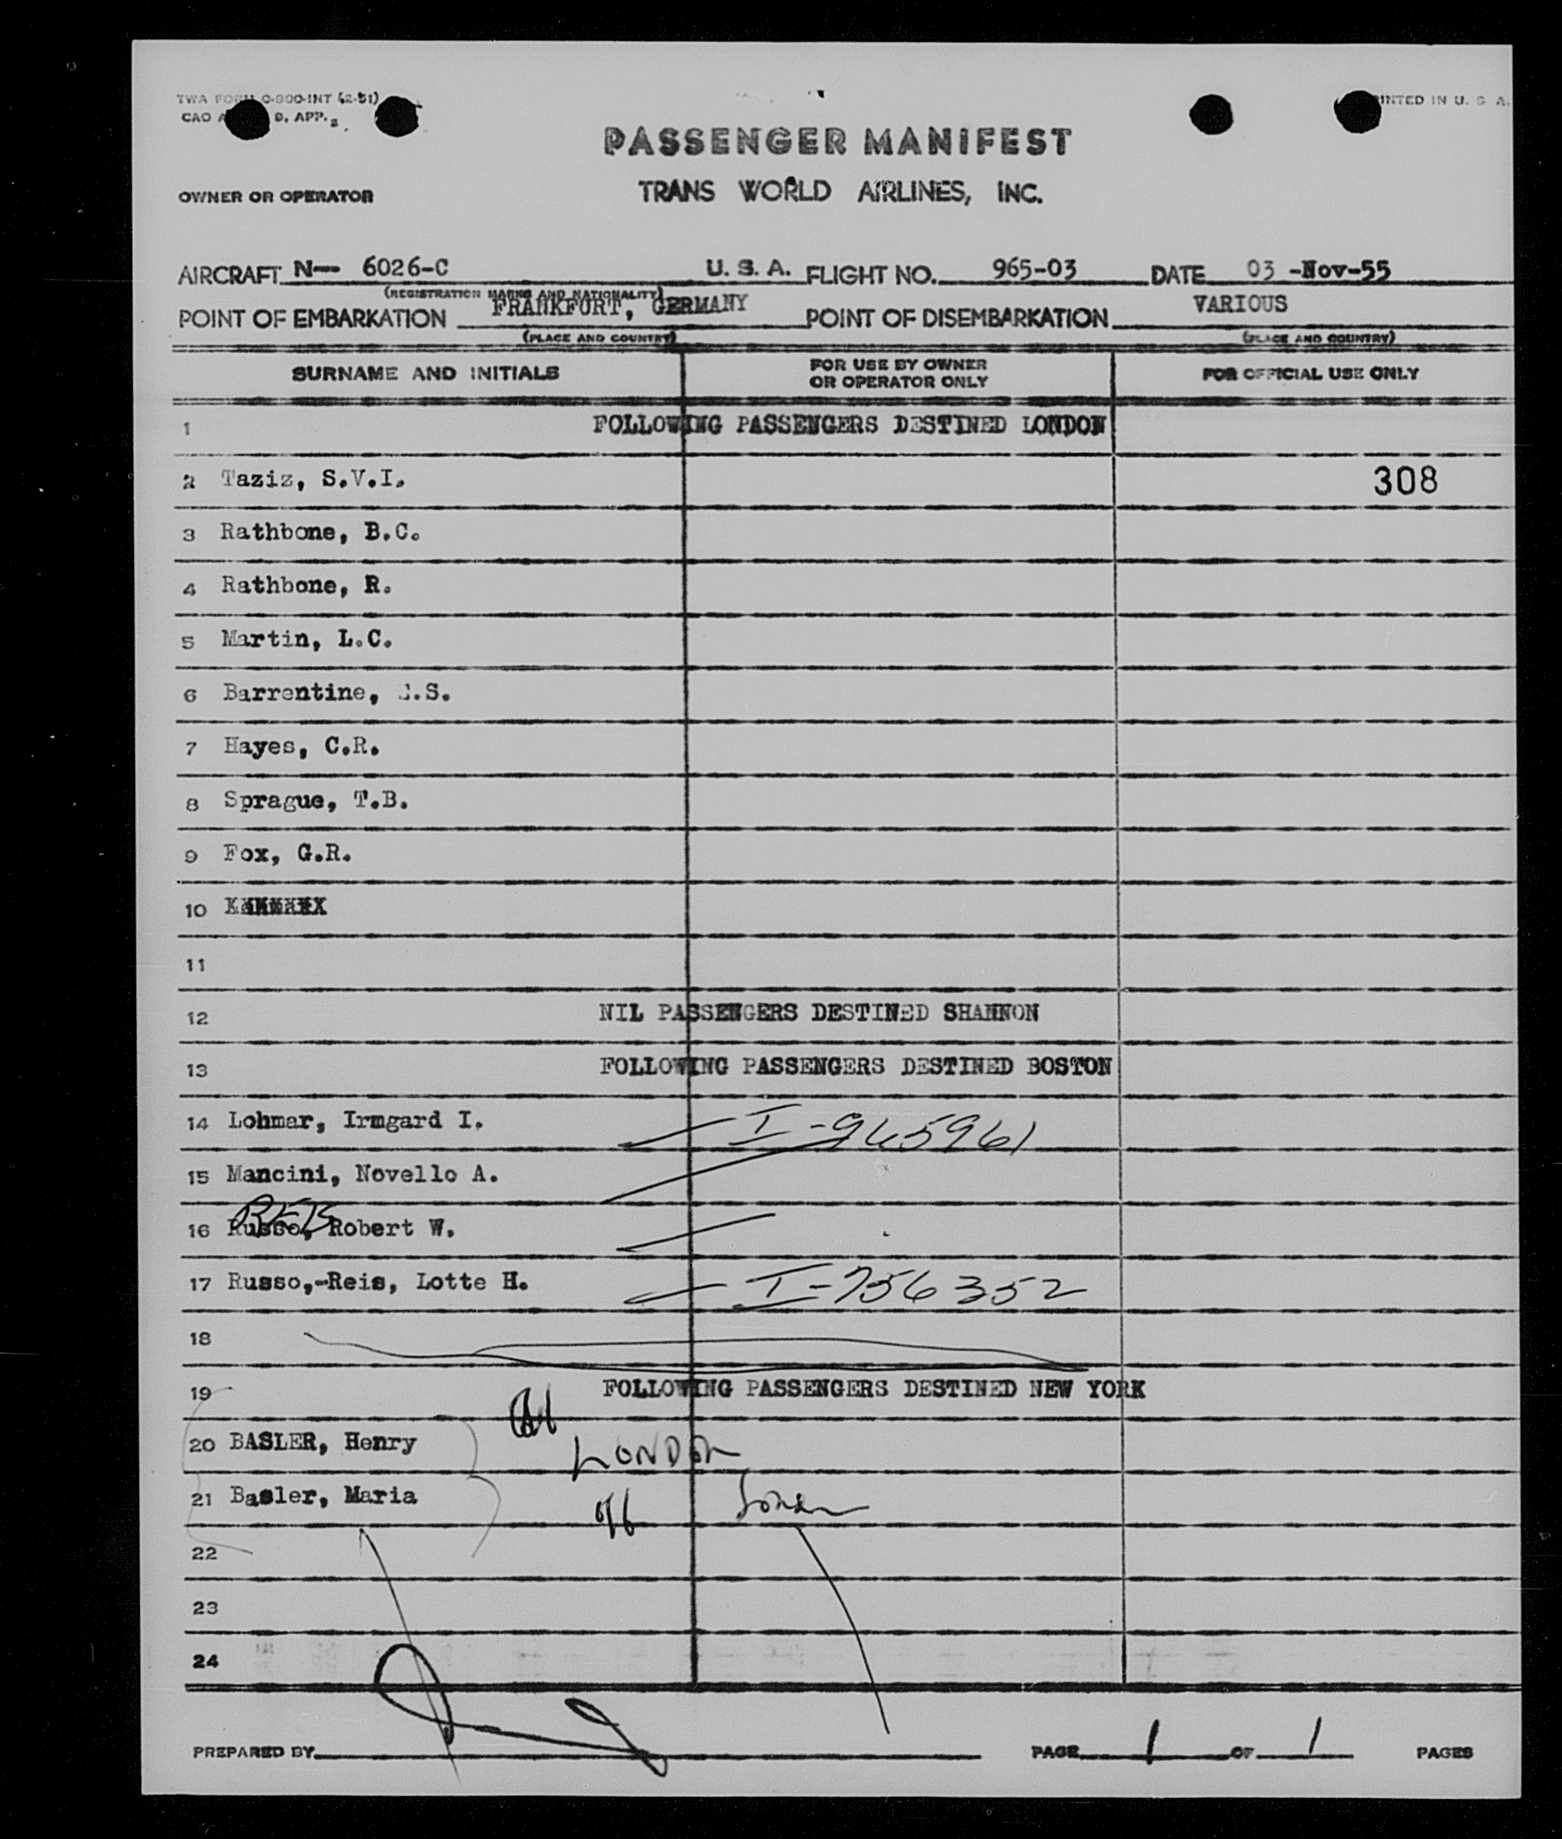 TWA FORM O-900-INT (2-51)
CAO D. APP.
PRINTED IN U. S. A.
PASSENGER MANIFEST
OWNER OR OPERATOR TRANS WORLD AIRLINES, INC.
AIRCRAFT N-- 6026-C U. S. A. FLIGHT NO. 965-03 DATE 03 -Nov-55
(REGISTRATION MARKS AND NATIONALITY)
POINT OF EMBARKATION FRANKFURT, GERMANY POINT OF DISEMBARKATION VARIOUS
(PLACE AND COUNTRY) (PLACE AND COUNTRY)
SURNAME AND INITIALS FOR USE BY OWNER OR OPERATOR ONLY FOR OFFICIAL USE ONLY
1 FOLLOWING PASSENGERS DESTINED LONDON
2 Taziz, S.V.I. 308
3 Rathbone, B.C.
4 Rathbone, R.
5 Martin, L.C.
6 Barrentine, .S.
7 Hayes, C.R.
8 Sprague, T.B.
9 Fox, G.R.
10
11
12 NIL PASSENGERS DESTINED SHANNON
13 FOLLOWING PASSENGERS DESTINED BOSTON
14 Lohmar, Irmgard I. I-945961
15 Mancini, Novello A.
16 Russo, Robert W.
17 Russo,-Reis, Lotte H. I-756352
18
19 FOLLOWING PASSENGERS DESTINED NEW YORK
20 BASLER, Henry LONDON
21 Basler, Maria off
22
23
24
PREPARED BY PAGE 1 OF 1 PAGES